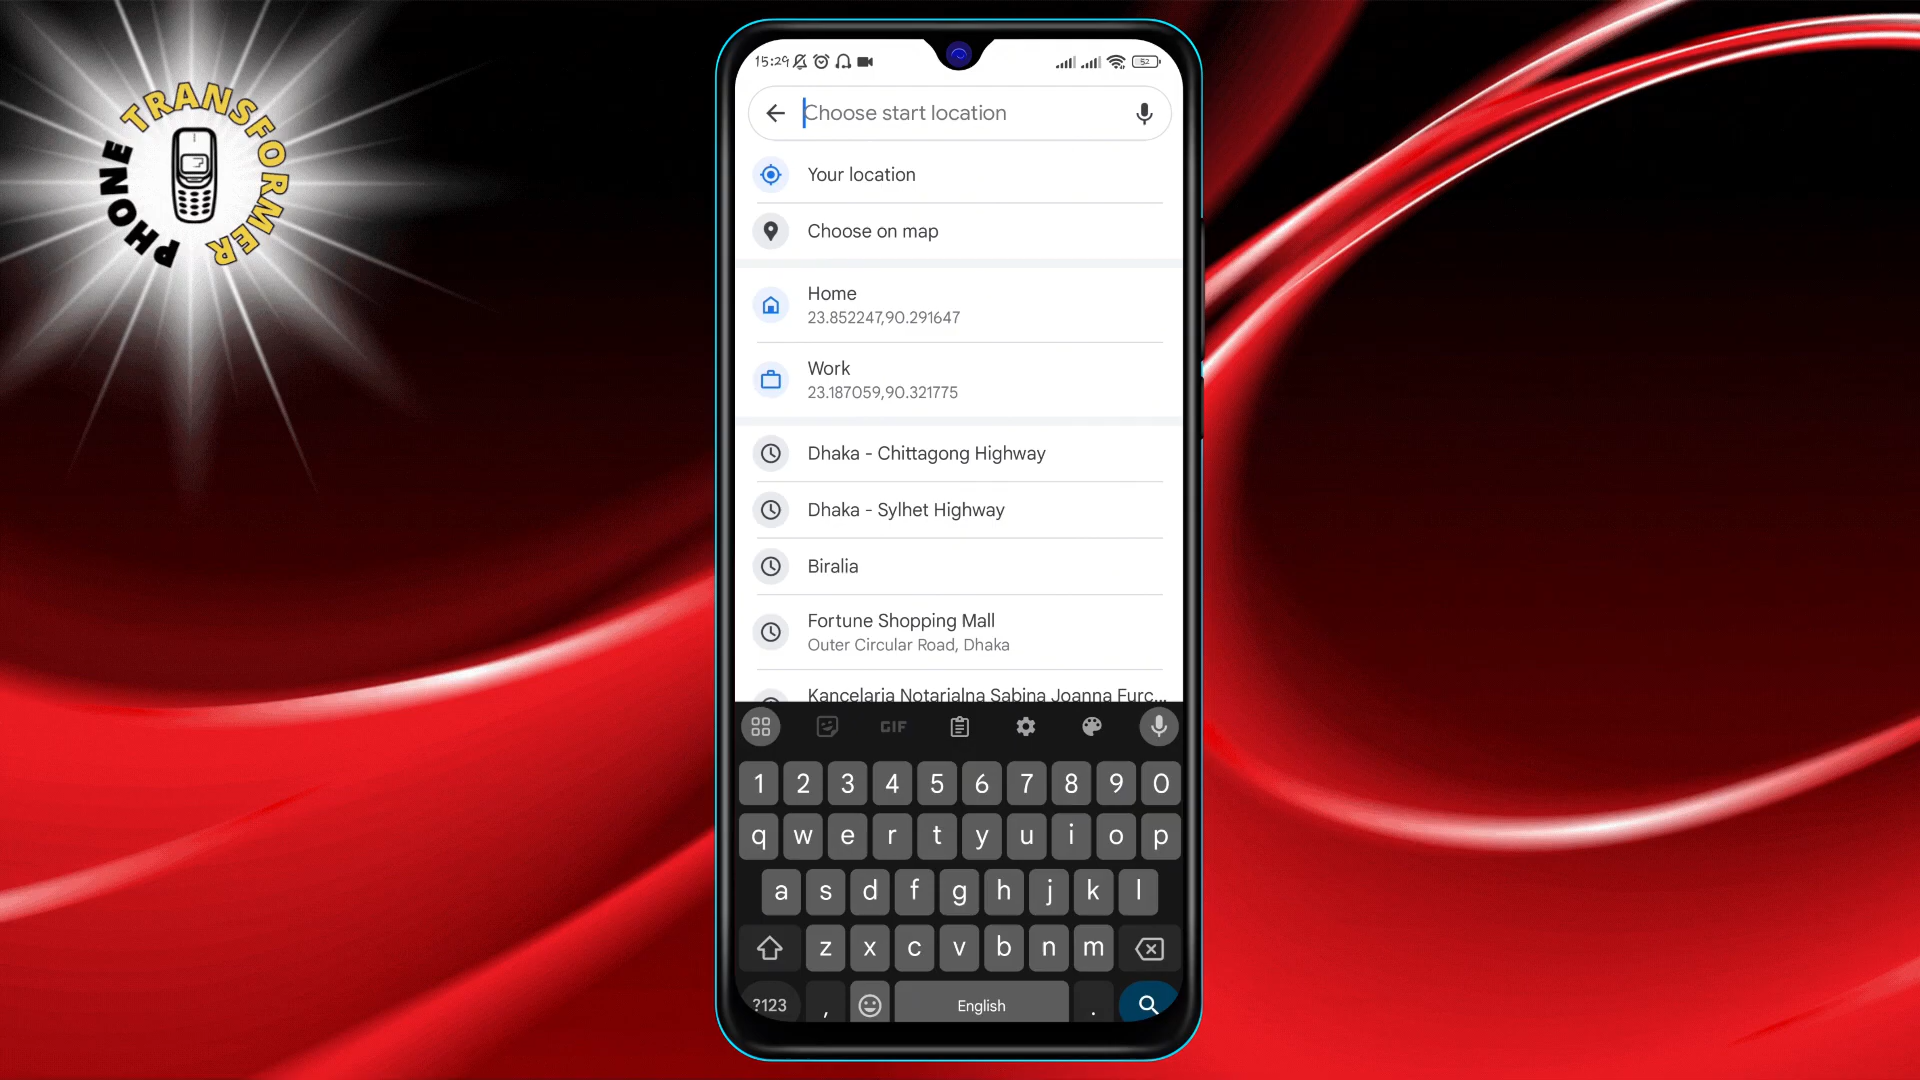 PHONE TRANSFORMER
15:29
52
Choose start location
Your location
Choose on map
Home
23.852247,90.291647
Work
23.187059,90.321775
Dhaka - Chittagong Highway
Dhaka - Sylhet Highway
Biralia
Fortune Shopping Mall
Outer Circular Road, Dhaka
Kancelaria Notarialna Sabina Joanna Furc...
GIF
1 2 3 4 5 6 7 8 9 0
q w e r t y u i o p
a s d f g h j k l
z x c v b n m
?123 , English .